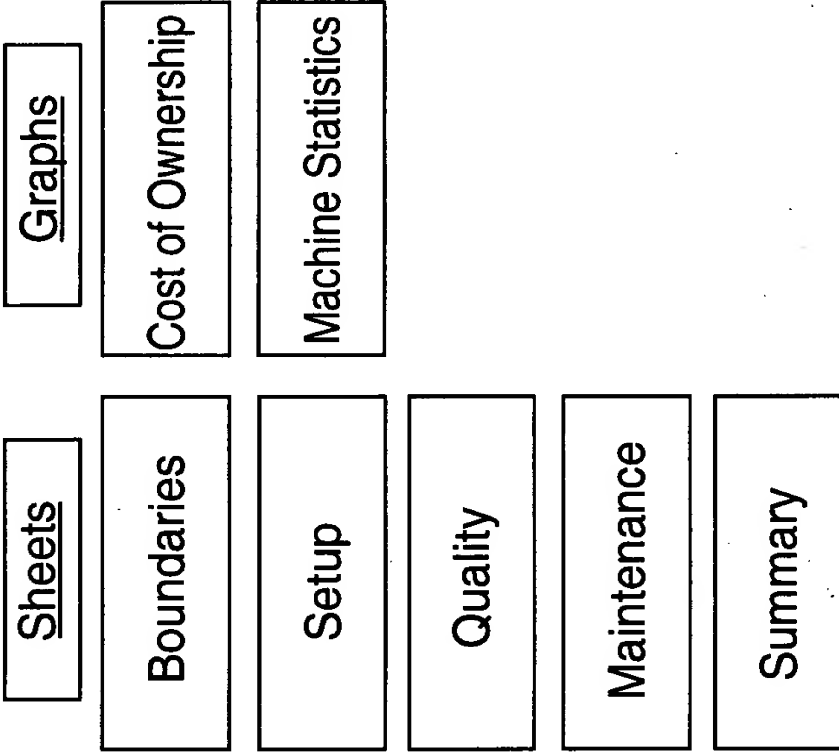 Sheets
Boundaries
Setup
Quality
Maintenance
Summary
Graphs
Cost of Ownership
Machine Statistics